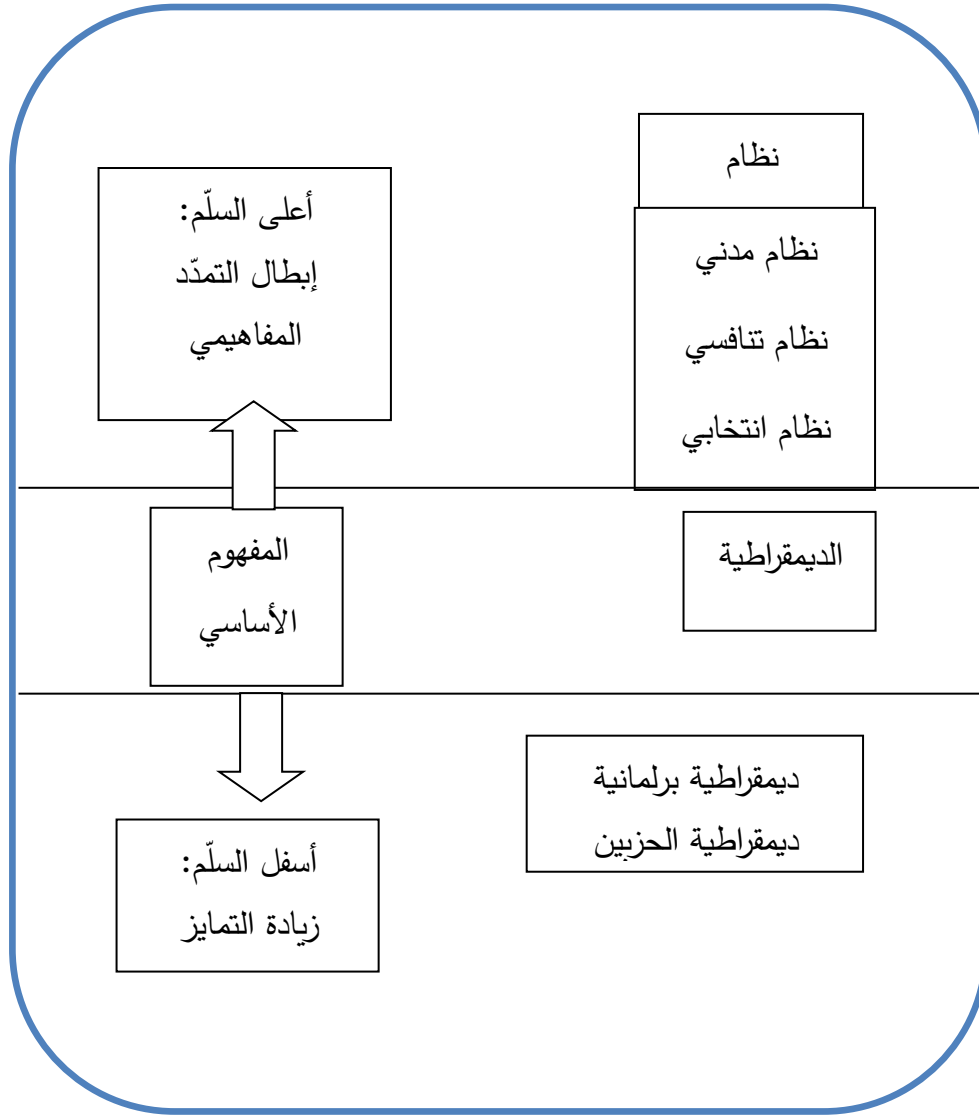 نظام
نظام مدني
نظام تنافسي
نظام انتخابي
أعلى السلّم:
إبطال التمدّد
المفاهيمي
الديمقراطية
المفهوم
الأساسي
ديمقراطية برلمانية
ديمقراطية الحزبين
أسفل السلّم:
زيادة التمايز